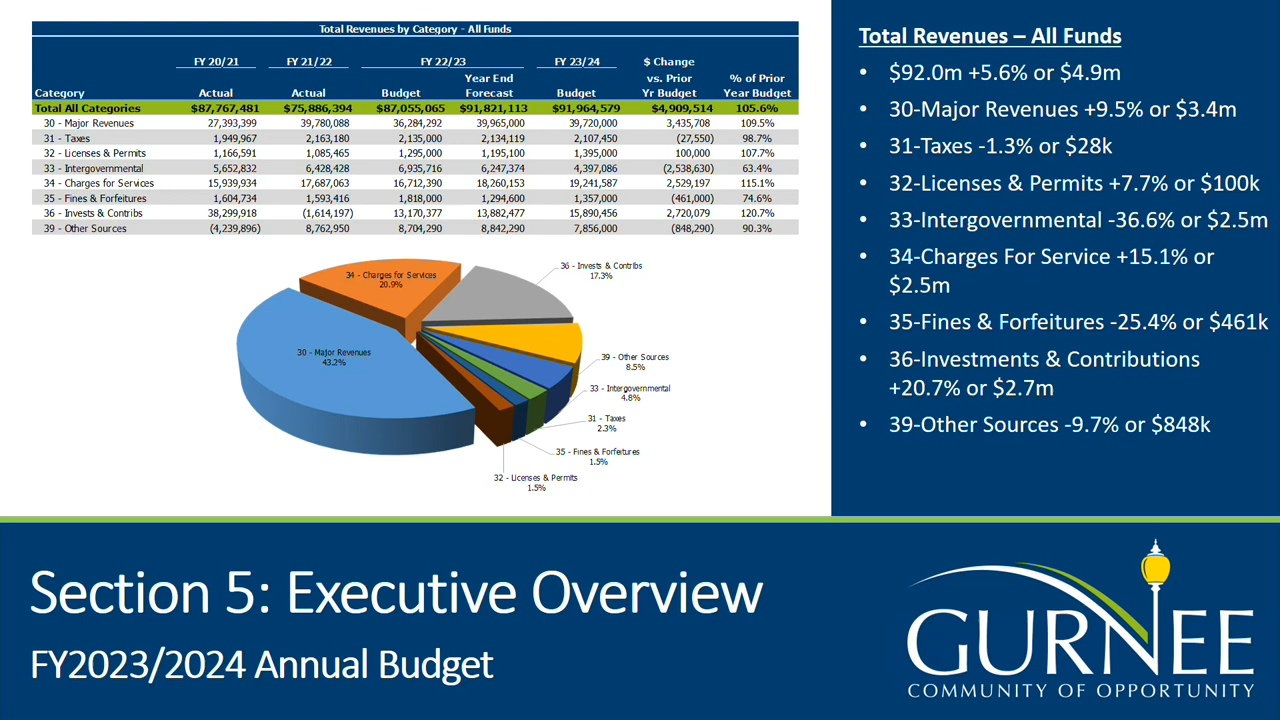 Total Revenues by Category - All Funds
FY 20/21 FY 21/22 FY 22/23 FY 23/24 $ Change
Year End vs. Prior % of Prior
Category Actual Actual Budget Forecast Budget Yr Budget Year Budget
Total All Categories $87,767,481 $75,886,394 $87,055,065 $91,821,113 $91,964,579 $4,909,514 105.6%
30 - Major Revenues 27,393,399 39,780,088 36,284,292 39,965,000 39,720,000 3,435,708 109.5%
31 - Taxes 1,949,967 2,163,180 2,135,000 2,134,119 2,107,450 (27,550) 98.7%
32 - Licenses & Permits 1,166,591 1,085,465 1,295,000 1,195,100 1,395,000 100,000 107.7%
33 - Intergovernmental 5,652,832 6,428,428 6,935,716 6,247,374 4,397,086 (2,538,630) 63.4%
34 - Charges for Services 15,939,934 17,687,063 16,712,390 18,260,153 19,241,587 2,529,197 115.1%
35 - Fines & Forfeitures 1,604,734 1,593,416 1,818,000 1,294,600 1,357,000 (461,000) 74.6%
36 - Invests & Contribs 38,299,918 (1,614,197) 13,170,377 13,882,477 15,890,456 2,720,079 120.7%
39 - Other Sources (4,239,896) 8,762,950 8,704,290 8,842,290 7,856,000 (848,290) 90.3%
34 - Charges for Services
20.9%
36 - Invests & Contribs
17.3%
30 - Major Revenues
43.2%
39 - Other Sources
8.5%
33 - Intergovernmental
4.8%
31 - Taxes
2.3%
35 - Fines & Forfeitures
1.5%
32 - Licenses & Permits
1.5%
Total Revenues – All Funds
• $92.0m +5.6% or $4.9m
• 30-Major Revenues +9.5% or $3.4m
• 31-Taxes -1.3% or $28k
• 32-Licenses & Permits +7.7% or $100k
• 33-Intergovernmental -36.6% or $2.5m
• 34-Charges For Service +15.1% or
$2.5m
• 35-Fines & Forfeitures -25.4% or $461k
• 36-Investments & Contributions
+20.7% or $2.7m
• 39-Other Sources -9.7% or $848k
Section 5: Executive Overview
FY2023/2024 Annual Budget
GURNEE
COMMUNITY OF OPPORTUNITY